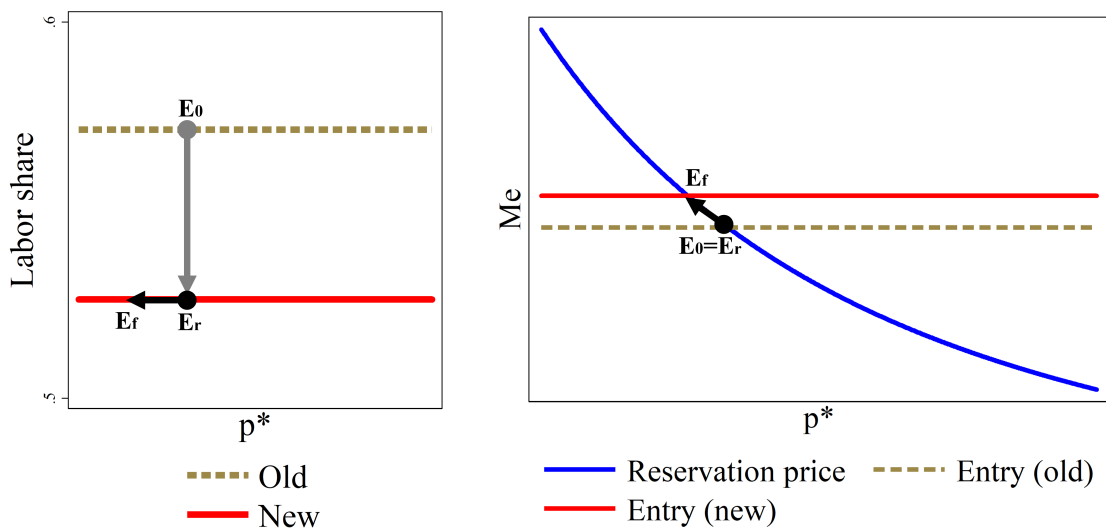 .6
E0
Labor share
Ef
Er
.5
p*
Old
New
Me
Ef
E0=Er
p*
Reservation price
Entry (old)
Entry (new)